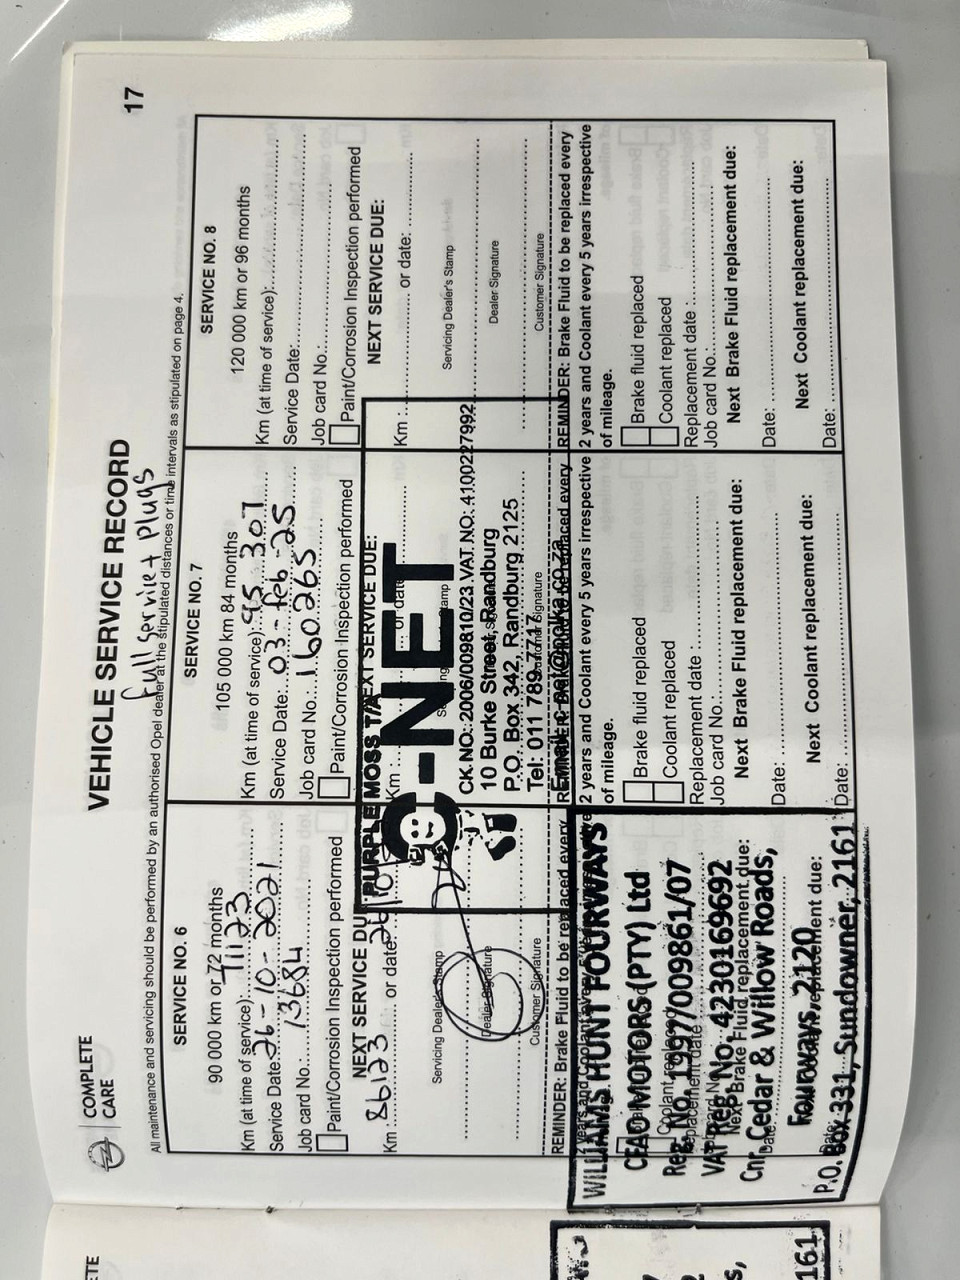 COMPLETE
CARE
VEHICLE SERVICE RECORD
17
Full Service + Plugs
All maintenance and servicing should be performed by an authorised Opel dealer at the stipulated distances or time intervals as stipulated on page 4.
SERVICE NO. 6
90 000 km or 72 months
Km (at time of service): 71123
Service Date: 26-10-2021
Job card No.: 13684
Paint/Corrosion Inspection performed
NEXT SERVICE DU
Km : 86123 or date:
Servicing Dealer's Stamp
Dealer Signature
Customer Signature
REMINDER: Brake Fluid to be replaced every
WILLIAMS HUNT FOURWAYS
CFAO MOTORS (PTY) Ltd
Reg. No. 1997/009861/07
VAT Reg No. 4230169692
Cnr Cedar & Willow Roads,
Fourways, 2120
P.O. Box 331, Sundowner, 2161
SERVICE NO. 7
105 000 km 84 months
Km (at time of service): 95 307
Service Date: 03-feb-25
Job card No.: 160265
Paint/Corrosion Inspection performed
NEXT SERVICE DUE:
Km : or date:
PURPLE MOSS T/A
C-NET
CK NO: 2006/009810/23 VAT NO: 4100227992
10 Burke Street, Randburg
P.O. Box 342, Randburg 2125
Tel: 011 789 7717
2 years and Coolant every 5 years irrespective
of mileage.
Brake fluid replaced
Coolant replaced
Replacement date :
Job card No.:
Next Brake Fluid replacement due:
Date:
Next Coolant replacement due:
Date:
SERVICE NO. 8
120 000 km or 96 months
Km (at time of service):
Service Date:
Job card No.:
Paint/Corrosion Inspection performed
NEXT SERVICE DUE:
Km : or date:
Servicing Dealer's Stamp
Dealer Signature
Customer Signature
REMINDER: Brake Fluid to be replaced every
2 years and Coolant every 5 years irrespective
of mileage.
Brake fluid replaced
Coolant replaced
Replacement date :
Job card No.:
Next Brake Fluid replacement due:
Date:
Next Coolant replacement due:
Date:
ETE
s,
161